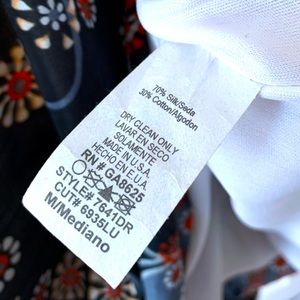 70% Silk/Seda
30% Cotton/Algodon
DRY CLEAN ONLY
LAVAR EN SECO
SOLAMENTE
MADE IN U.S.A.
HECHO EN E.U.A.
RN# GA8625
STYLE# 7641DR
CUT# 6935LU
M/Mediano